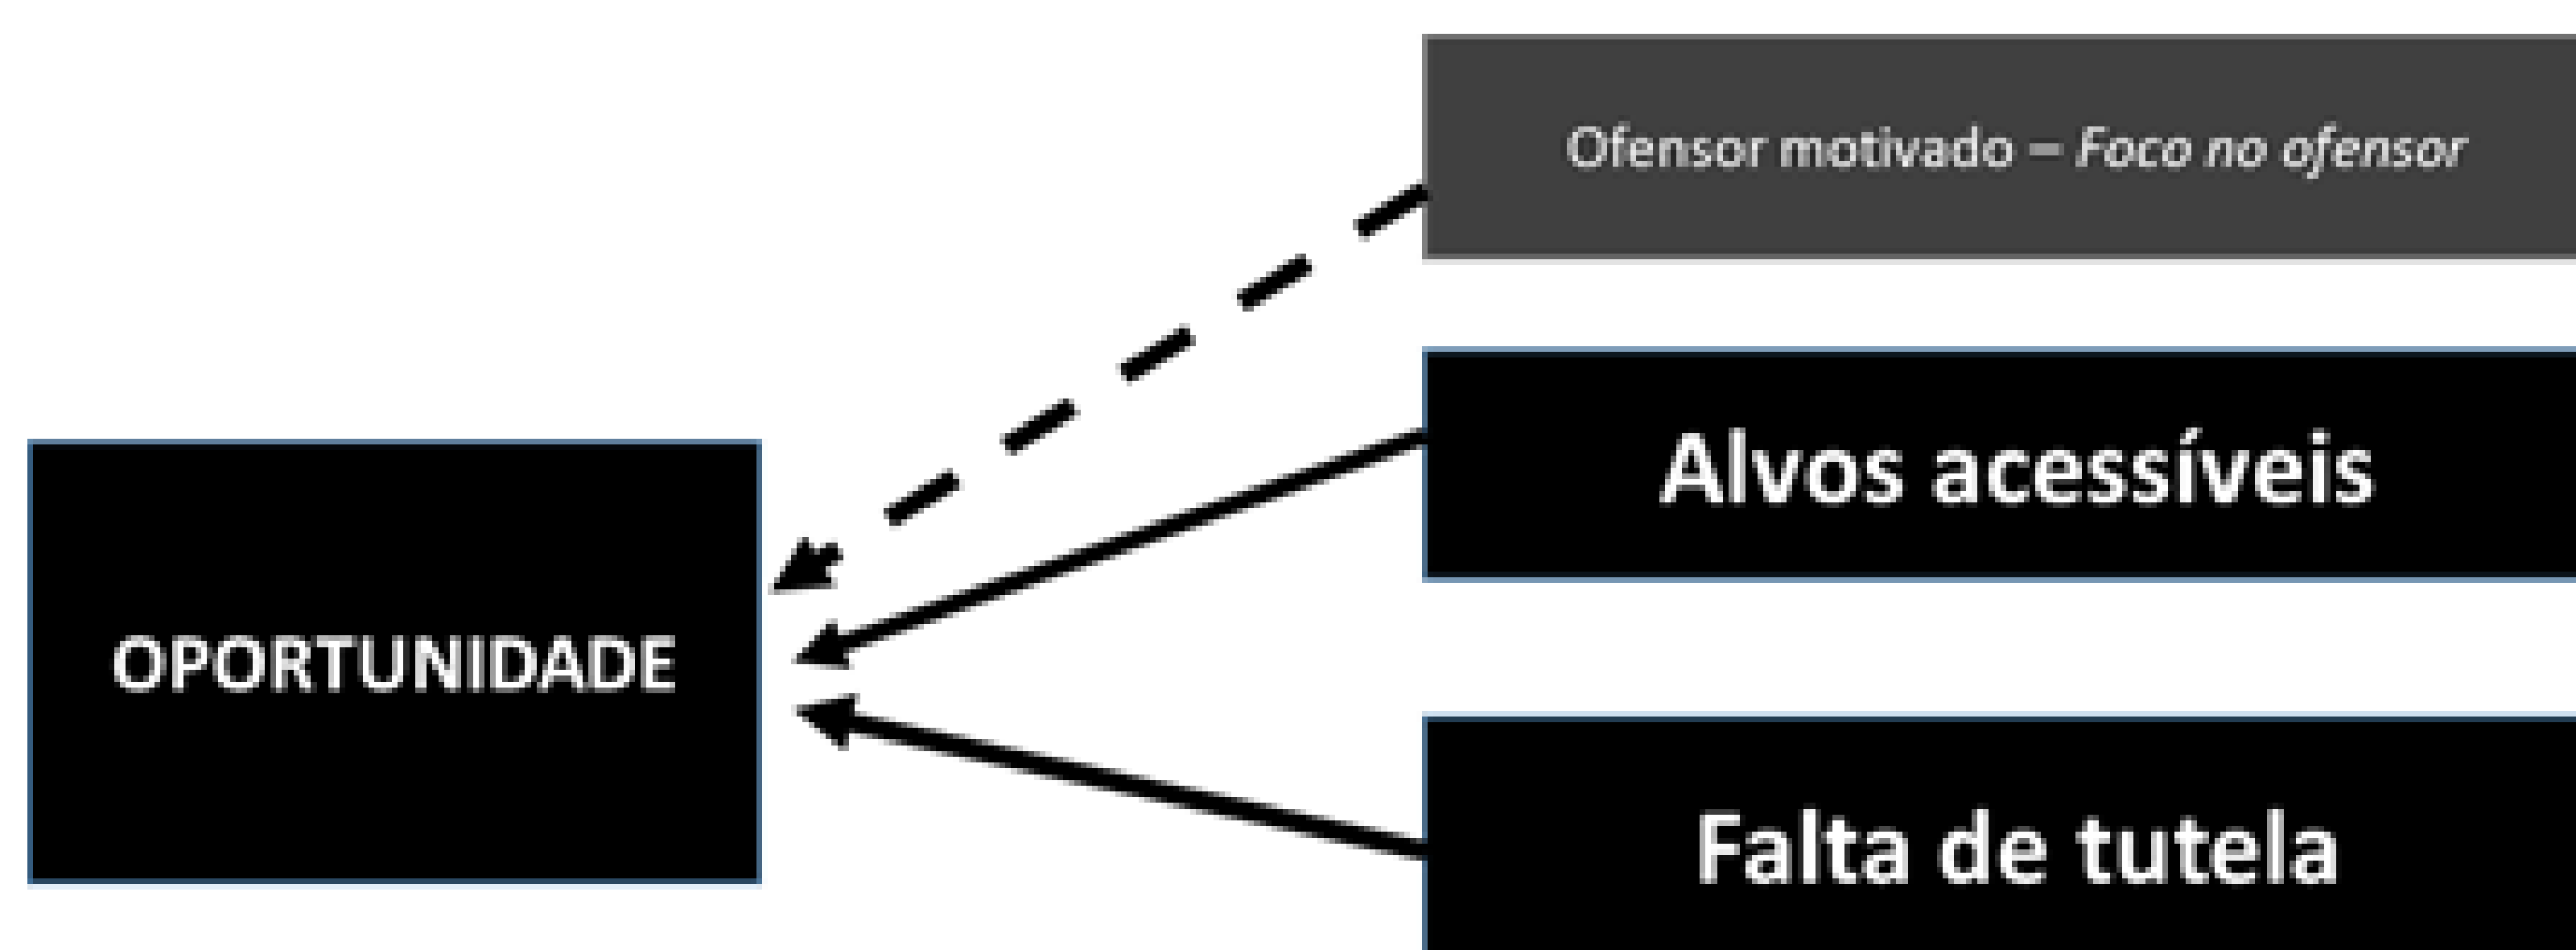 Ofensor motivado – Foco no ofensor
Alvos acessíveis
OPORTUNIDADE
Falta de tutela